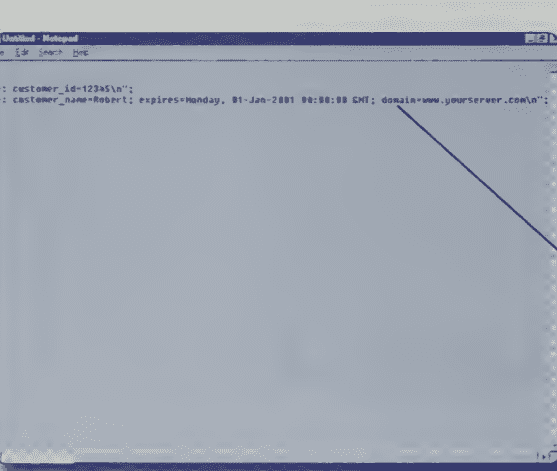 Untitled - Notepad
e Edit Search Help
: customer_id=12345\n";
: customer_name=Robert; expires=Monday, 01-Jan-2001 00:00:00 GMT; domain=www.yourserver.com\n";